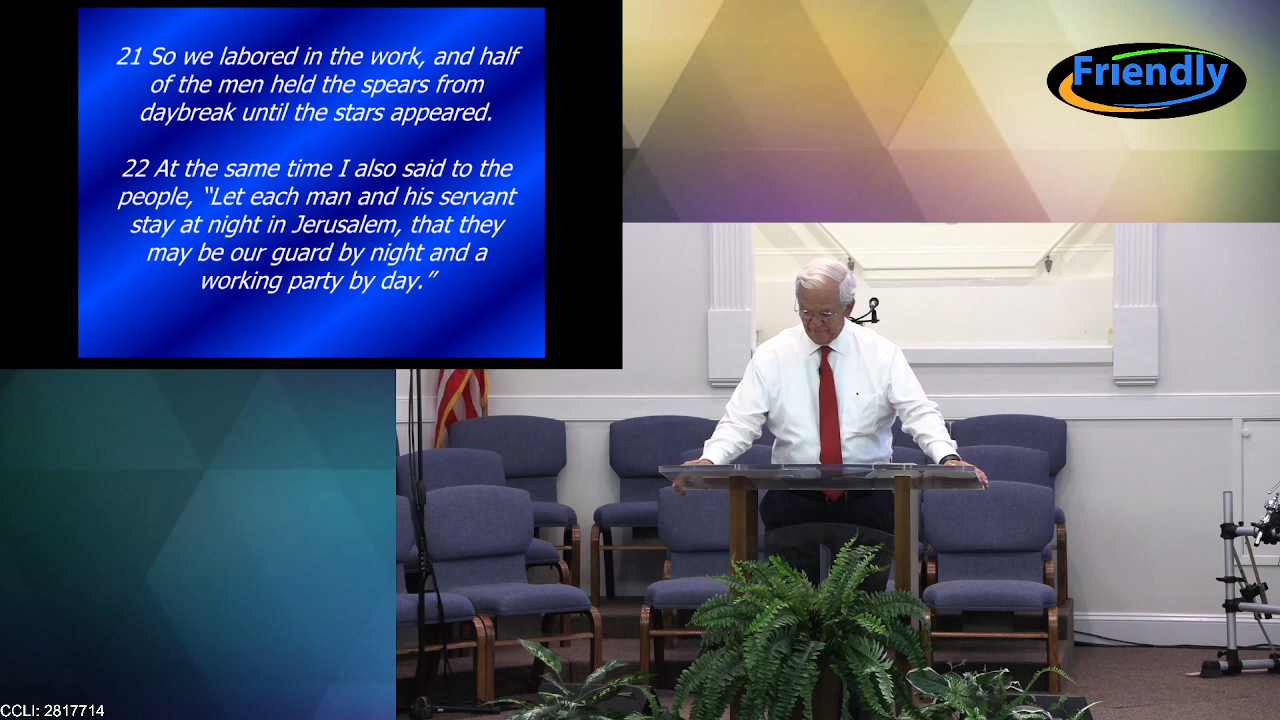 21 So we labored in the work, and half
of the men held the spears from
daybreak until the stars appeared.
22 At the same time I also said to the
people, “Let each man and his servant
stay at night in Jerusalem, that they
may be our guard by night and a
working party by day.”
Friendly
CCLI: 2817714